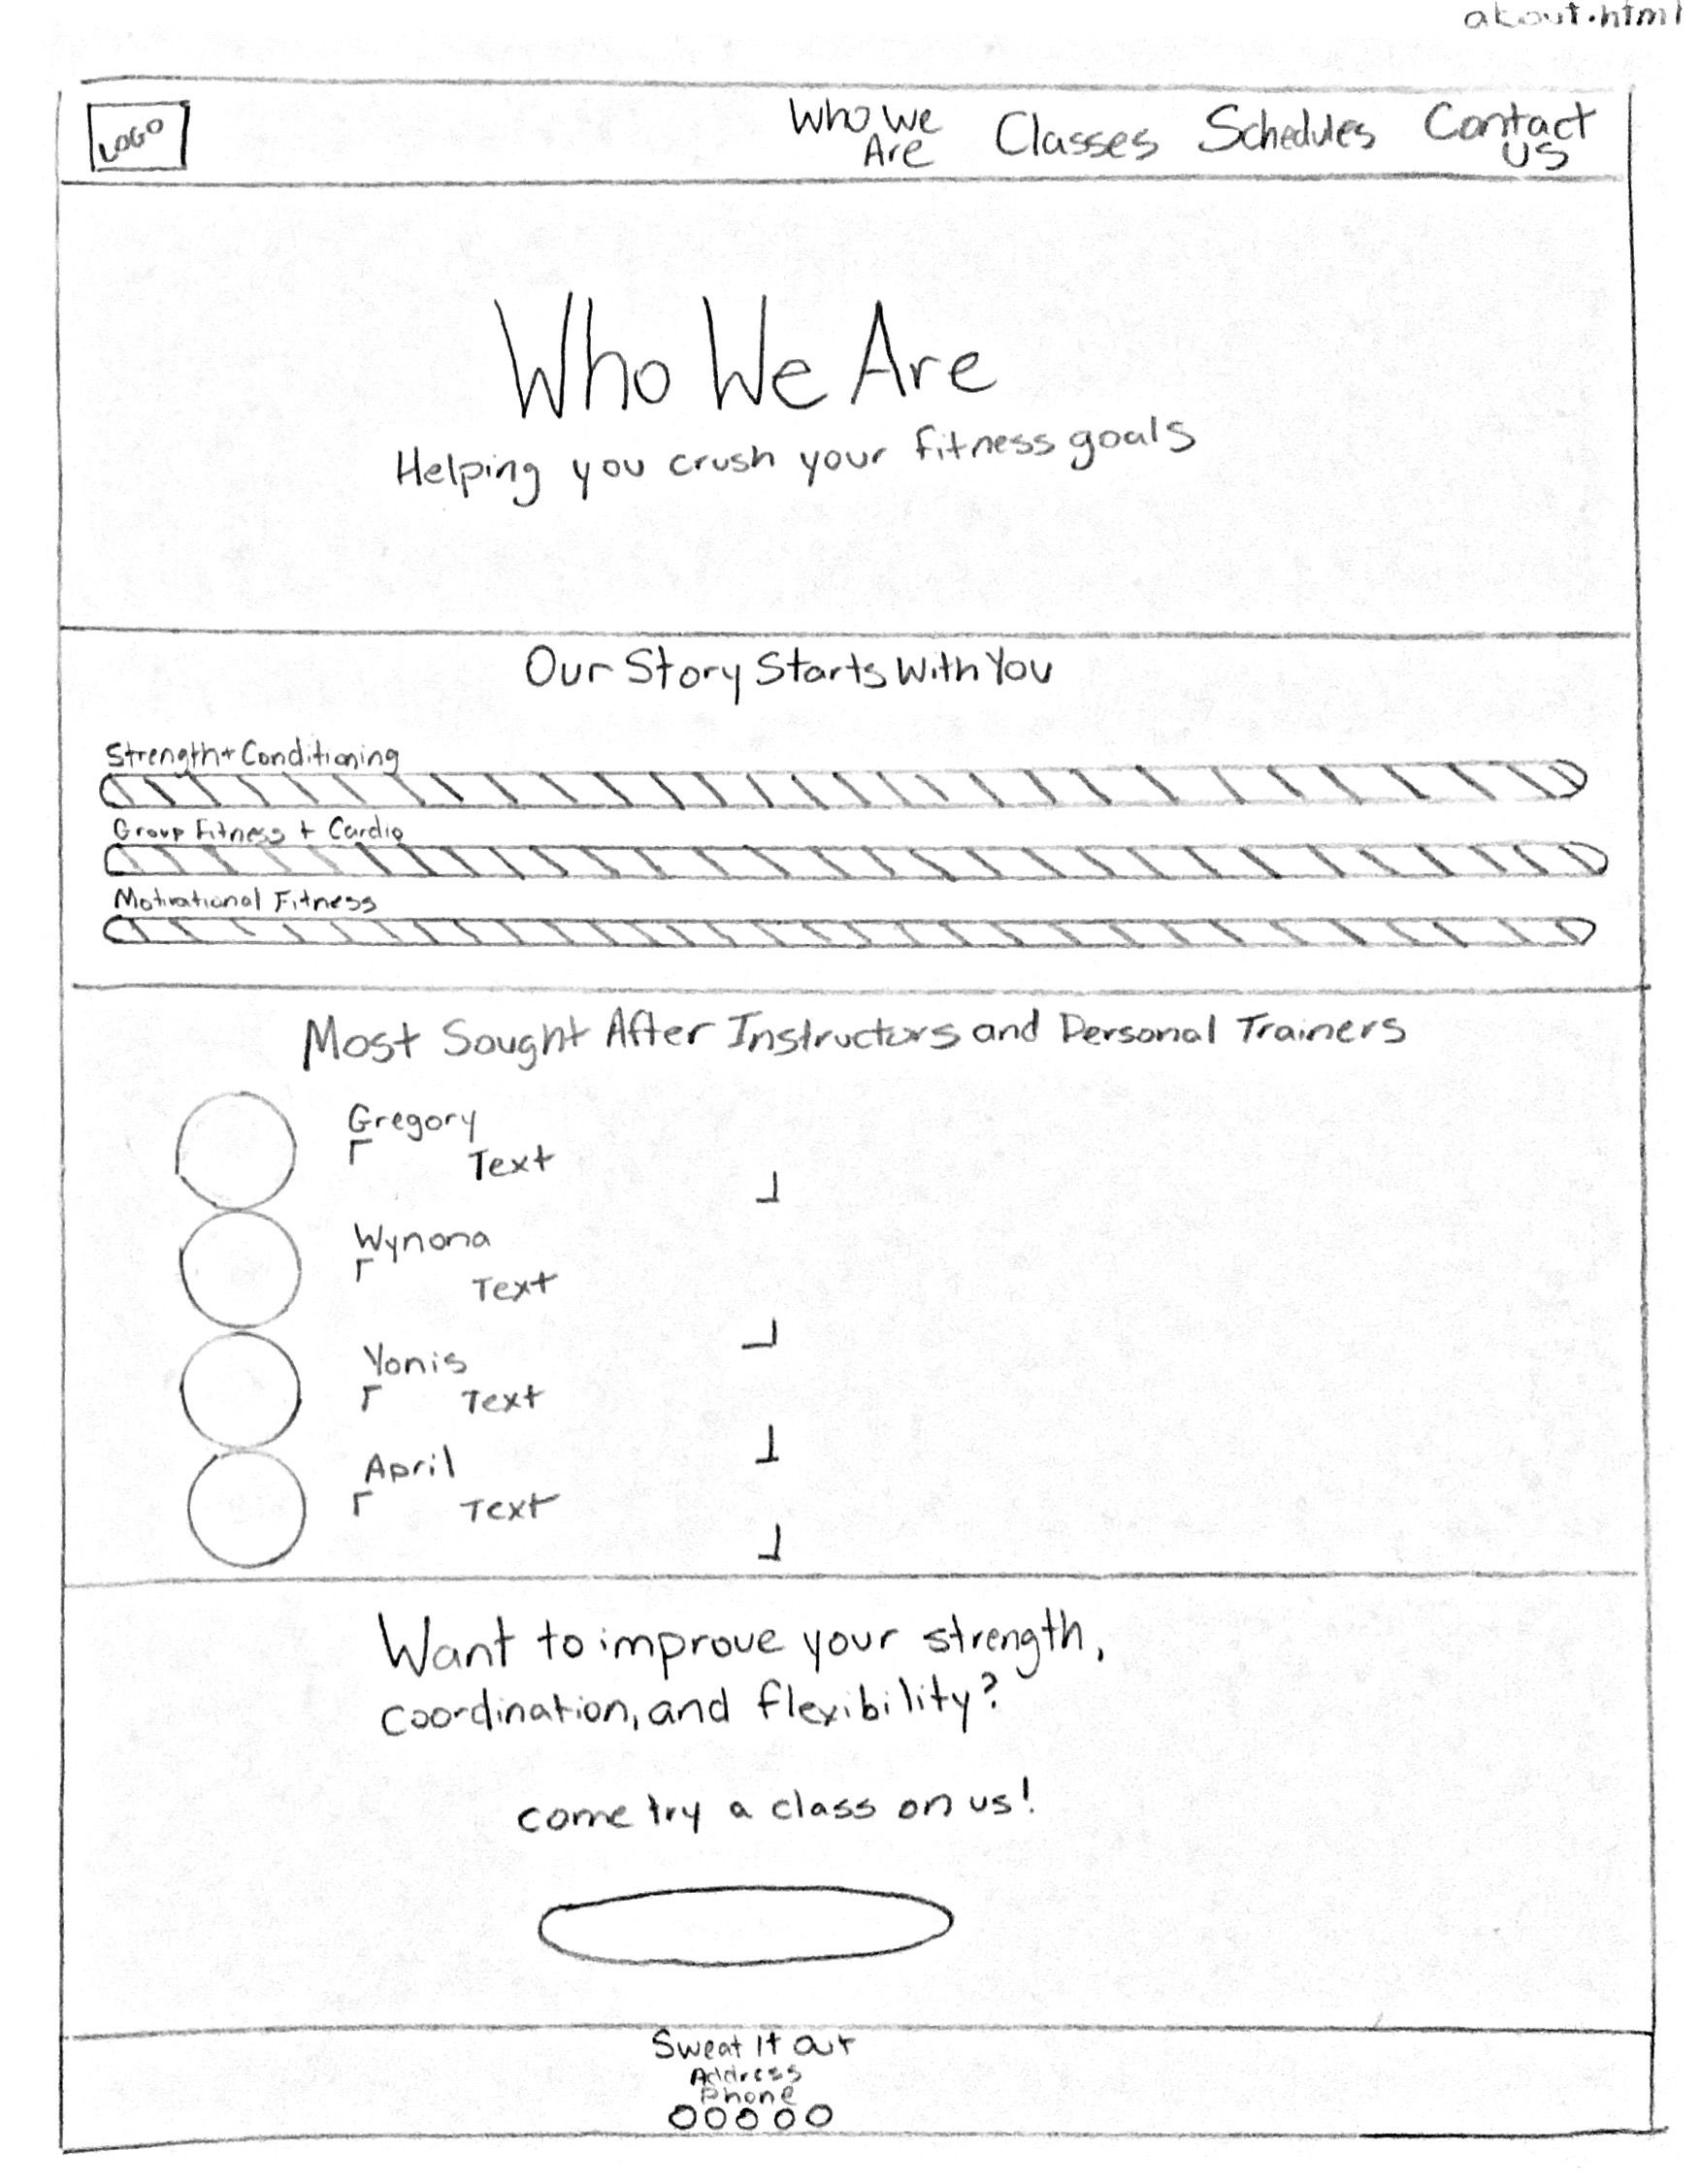 about.html
LOGO
Who We
Are
Classes
Schedules
Contact
US
Who We Are
Helping you crush your fitness goals
Our Story Starts With You
Strength + Conditioning
Group Fitness + Cardio
Motivational Fitness
Most Sought After Instructors and Personal Trainers
Gregory
Text
Wynona
Text
Yonis
Text
April
Text
Want to improve your strength,
coordination, and flexibility?
come try a class on us!
Sweat It Out
Address
Phone